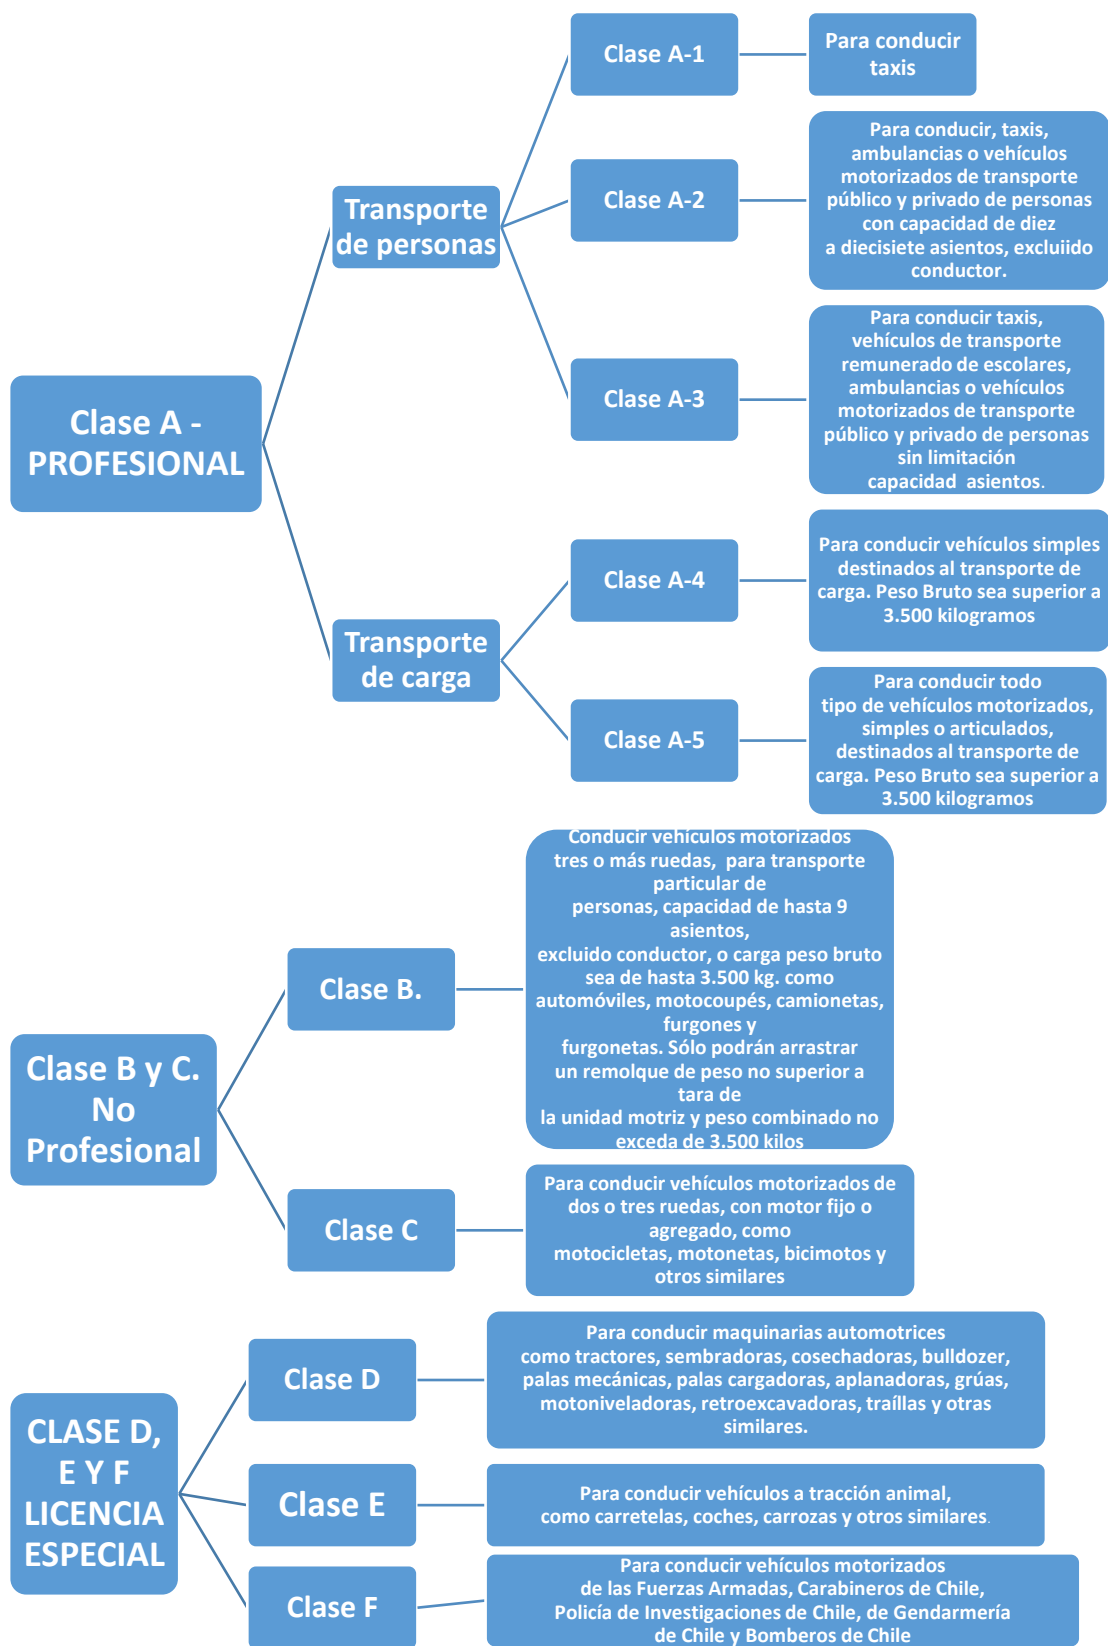 Clase A -
PROFESIONAL
Transporte
de personas
Clase A-1
Para conducir
taxis
Clase A-2
Para conducir, taxis,
ambulancias o vehículos
motorizados de transporte
público y privado de personas
con capacidad de diez
a diecisiete asientos, excluiido
conductor.
Clase A-3
Para conducir taxis,
vehículos de transporte
remunerado de escolares,
ambulancias o vehículos
motorizados de transporte
público y privado de personas
sin limitación
capacidad asientos.
Transporte
de carga
Clase A-4
Para conducir vehículos simples
destinados al transporte de
carga. Peso Bruto sea superior a
3.500 kilogramos
Clase A-5
Para conducir todo
tipo de vehículos motorizados,
simples o articulados,
destinados al transporte de
carga. Peso Bruto sea superior a
3.500 kilogramos
Clase B y C.
No
Profesional
Clase B.
Conducir vehículos motorizados
tres o más ruedas, para transporte
particular de
personas, capacidad de hasta 9
asientos,
excluido conductor, o carga peso bruto
sea de hasta 3.500 kg. como
automóviles, motocoupés, camionetas,
furgones y
furgonetas. Sólo podrán arrastrar
un remolque de peso no superior a
tara de
la unidad motriz y peso combinado no
exceda de 3.500 kilos
Clase C
Para conducir vehículos motorizados de
dos o tres ruedas, con motor fijo o
agregado, como
motocicletas, motonetas, bicimotos y
otros similares
CLASE D,
E Y F
LICENCIA
ESPECIAL
Clase D
Para conducir maquinarias automotrices
como tractores, sembradoras, cosechadoras, bulldozer,
palas mecánicas, palas cargadoras, aplanadoras, grúas,
motoniveladoras, retroexcavadoras, traíllas y otras
similares.
Clase E
Para conducir vehículos a tracción animal,
como carretelas, coches, carrozas y otros similares.
Clase F
Para conducir vehículos motorizados
de las Fuerzas Armadas, Carabineros de Chile,
Policía de Investigaciones de Chile, de Gendarmería
de Chile y Bomberos de Chile